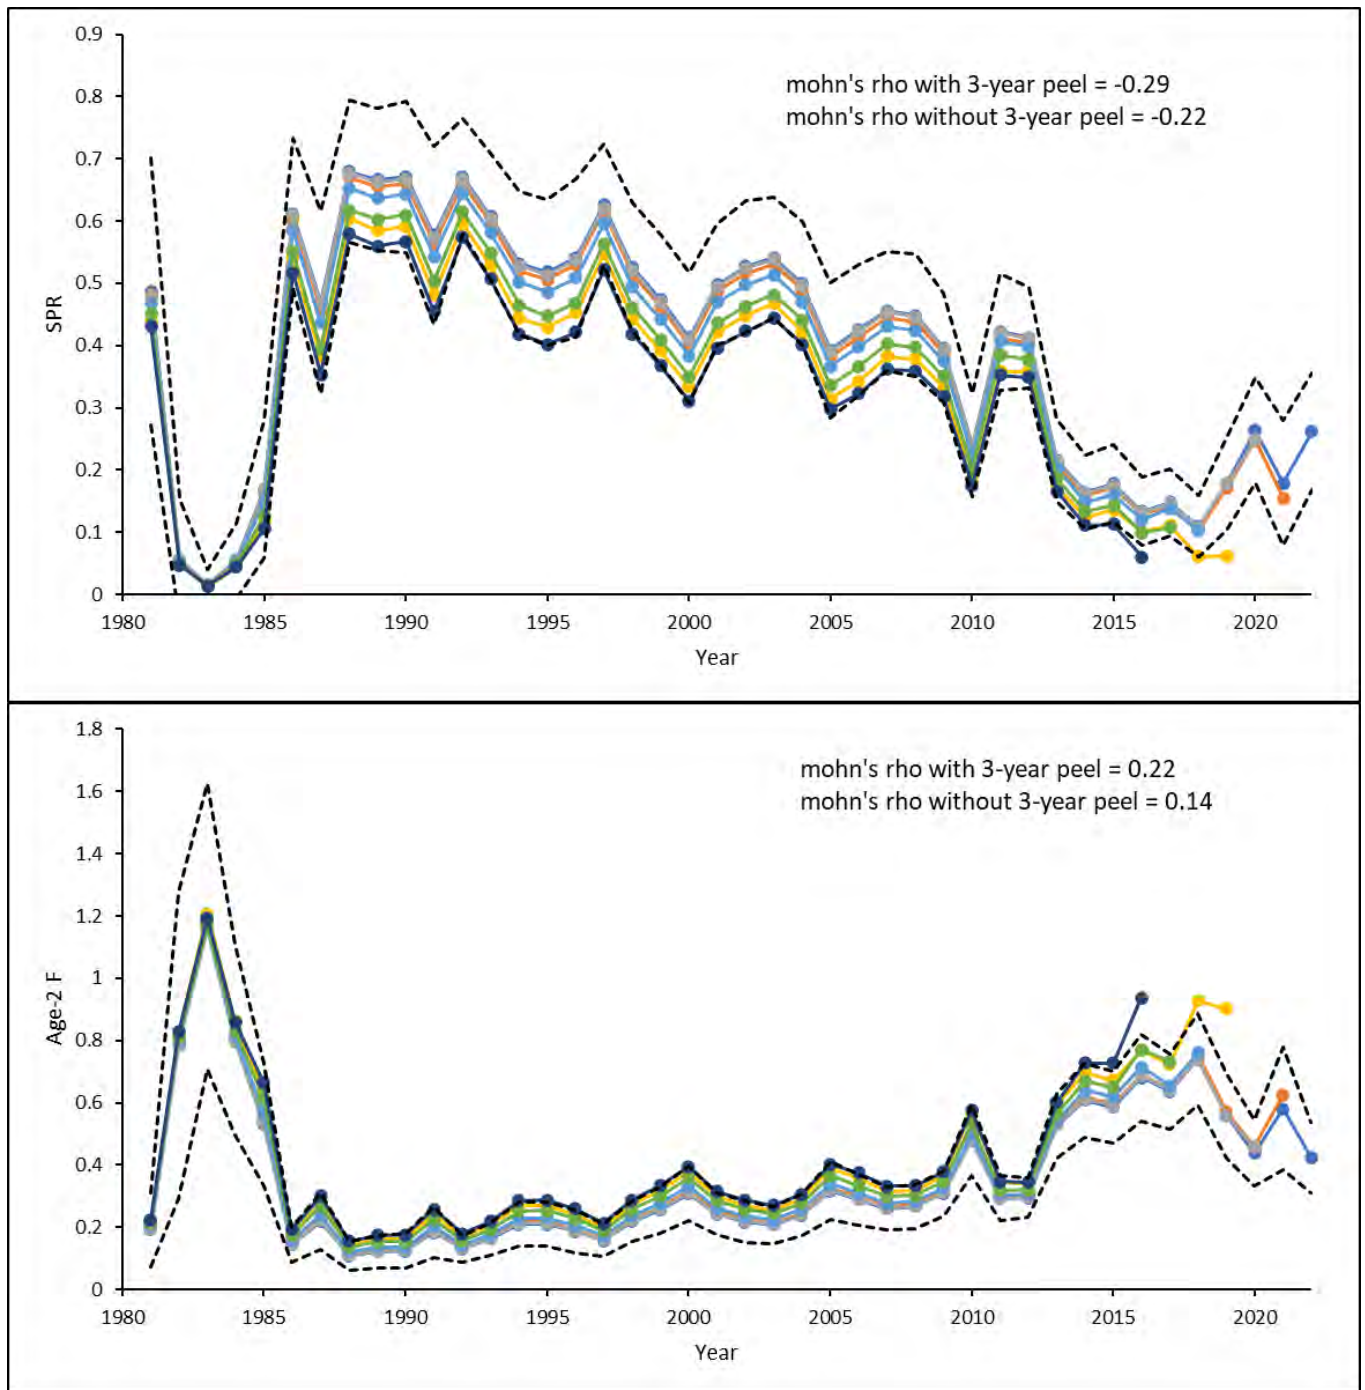 0.9
0.8
0.7
0.6
0.5
0.4
0.3
0.2
0.1
0
SPR
mohn's rho with 3-year peel = -0.29
mohn's rho without 3-year peel = -0.22
1980 1985 1990 1995 2000 2005 2010 2015 2020
Year
1.8
1.6
1.4
1.2
1
0.8
0.6
0.4
0.2
0
Age-2 F
mohn's rho with 3-year peel = 0.22
mohn's rho without 3-year peel = 0.14
1980 1985 1990 1995 2000 2005 2010 2015 2020
Year